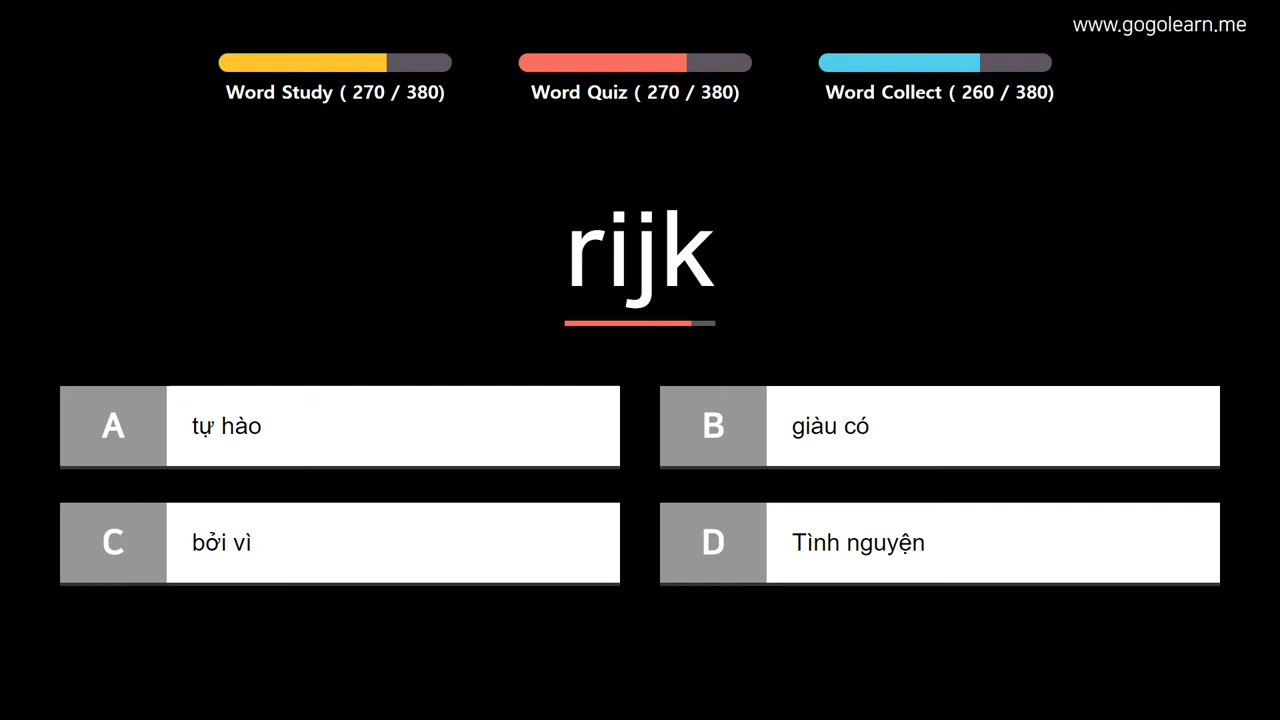 www.gogolearn.me
Word Study ( 270 / 380)
Word Quiz ( 270 / 380)
Word Collect ( 260 / 380)
rijk
A tự hào
B giàu có
C bởi vì
D Tình nguyện